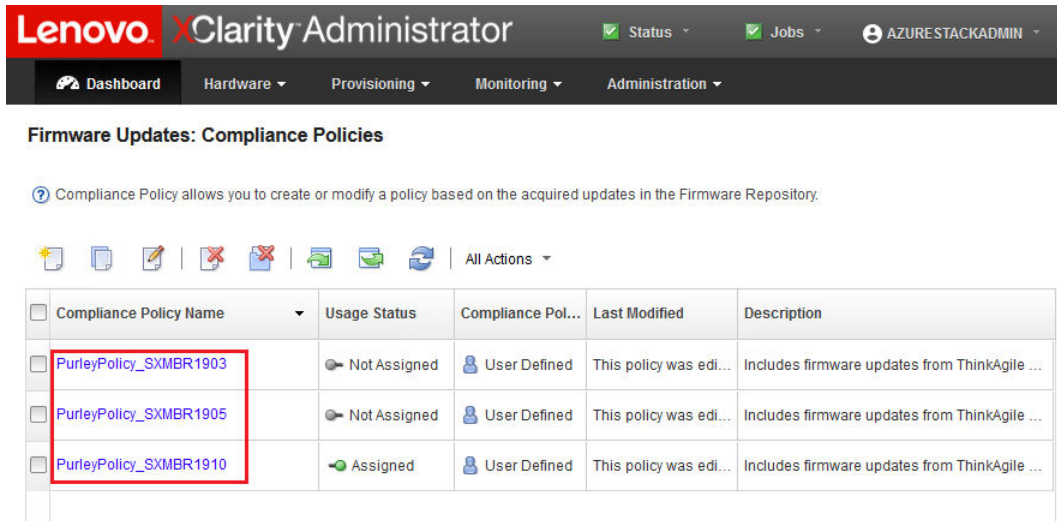 Lenovo. XClarity Administrator Status Jobs AZURESTACKADMIN
Dashboard Hardware Provisioning Monitoring Administration
Firmware Updates: Compliance Policies
? Compliance Policy allows you to create or modify a policy based on the acquired updates in the Firmware Repository.
All Actions
Compliance Policy Name Usage Status Compliance Pol... Last Modified Description
PurleyPolicy_SXMBR1903 Not Assigned User Defined This policy was edi... Includes firmware updates from ThinkAgile ...
PurleyPolicy_SXMBR1905 Not Assigned User Defined This policy was edi... Includes firmware updates from ThinkAgile ...
PurleyPolicy_SXMBR1910 Assigned User Defined This policy was edi... Includes firmware updates from ThinkAgile ...